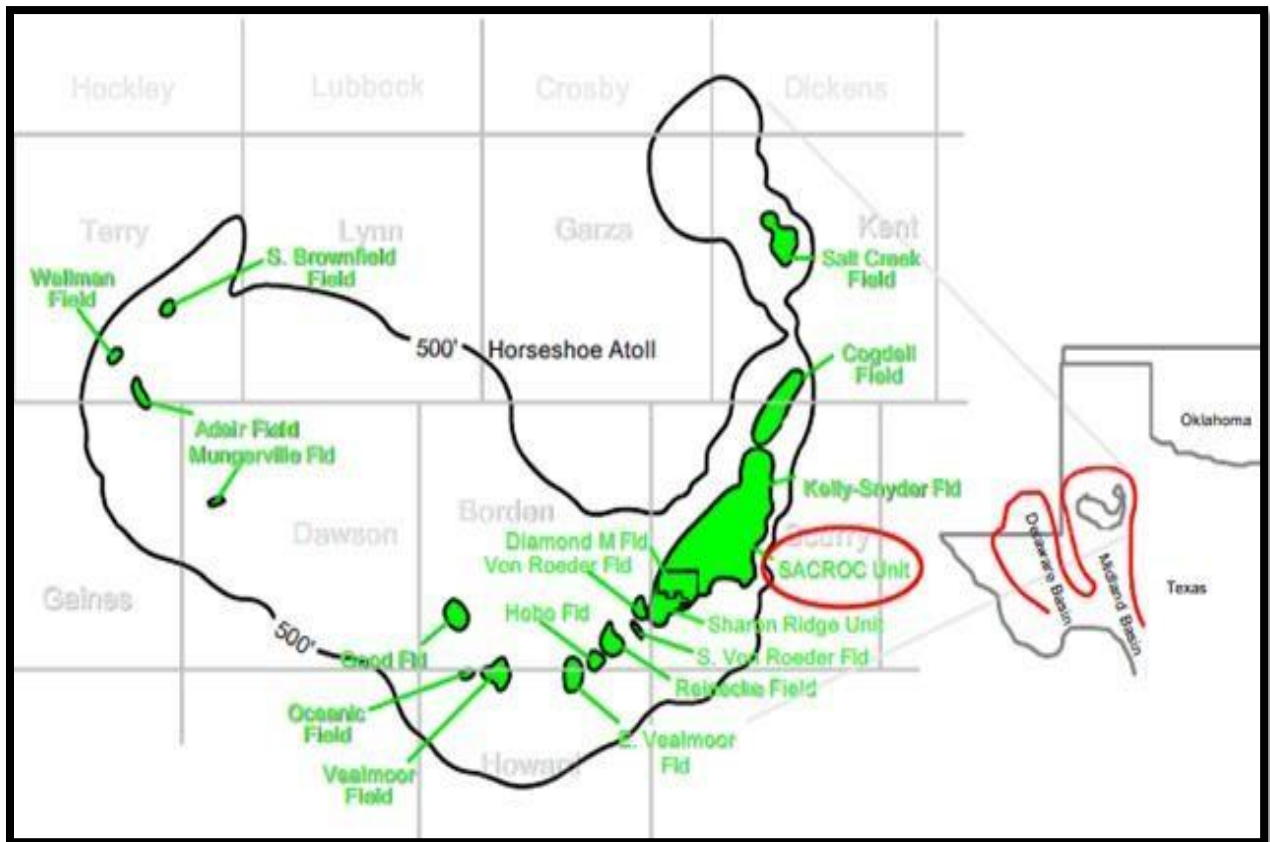 Hockley
Lubbock
Crosby
Dickens
Terry
Lynn
Garza
Kent
S. Brownfield
Field
Wellman
Field
Salt Creek
Field
500'
Horseshoe Atoll
Cogdell
Field
Adair Field
Mungerville Fld
Oklahoma
Kelly-Snyder Fld
Borden
Dawson
Scurry
Diamond M Fld
Von Roeder Fld
SACROC Unit
Delaware Basin
Midland Basin
Texas
Gaines
Hobo Fld
Sharon Ridge Unit
500'
Good Fld
S. Von Roeder Fld
Reinecke Field
Oceanic
Field
E. Vealmoor
Fld
Vealmoor
Field
Howard